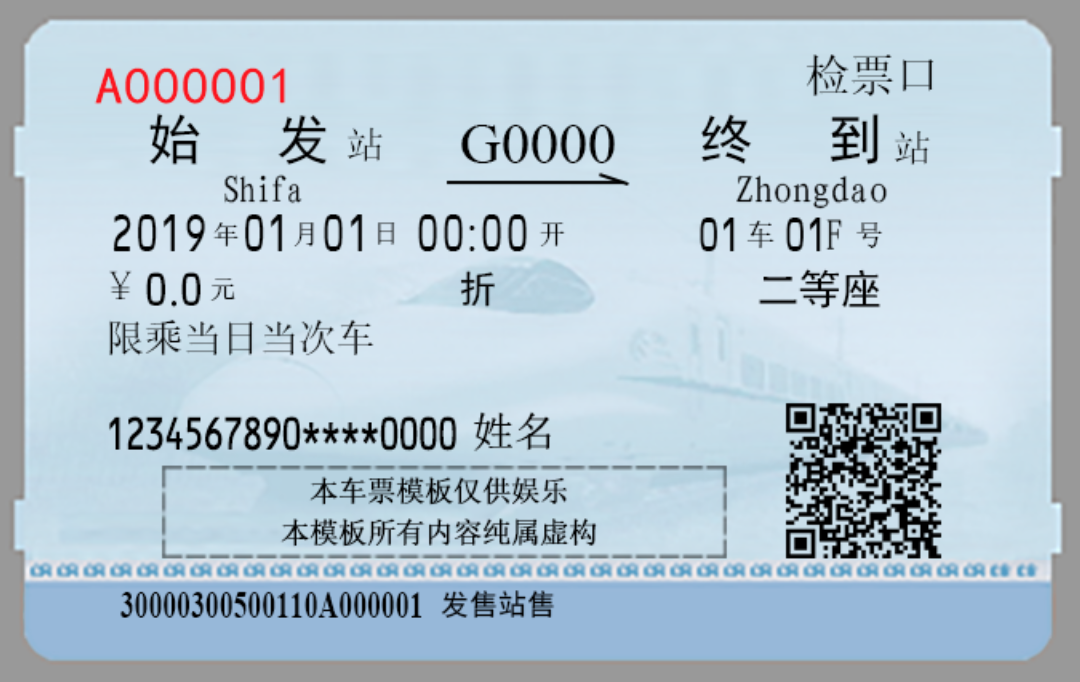 A000001 检票口
始发站 G0000 终到站
Shifa Zhongdao
2019年01月01日 00:00开 01车01F号
¥0.0元 折 二等座
限乘当日当次车
1234567890****0000 姓名
本车票模板仅供娱乐
本模板所有内容纯属虚构
30000300500110A000001 发售站售